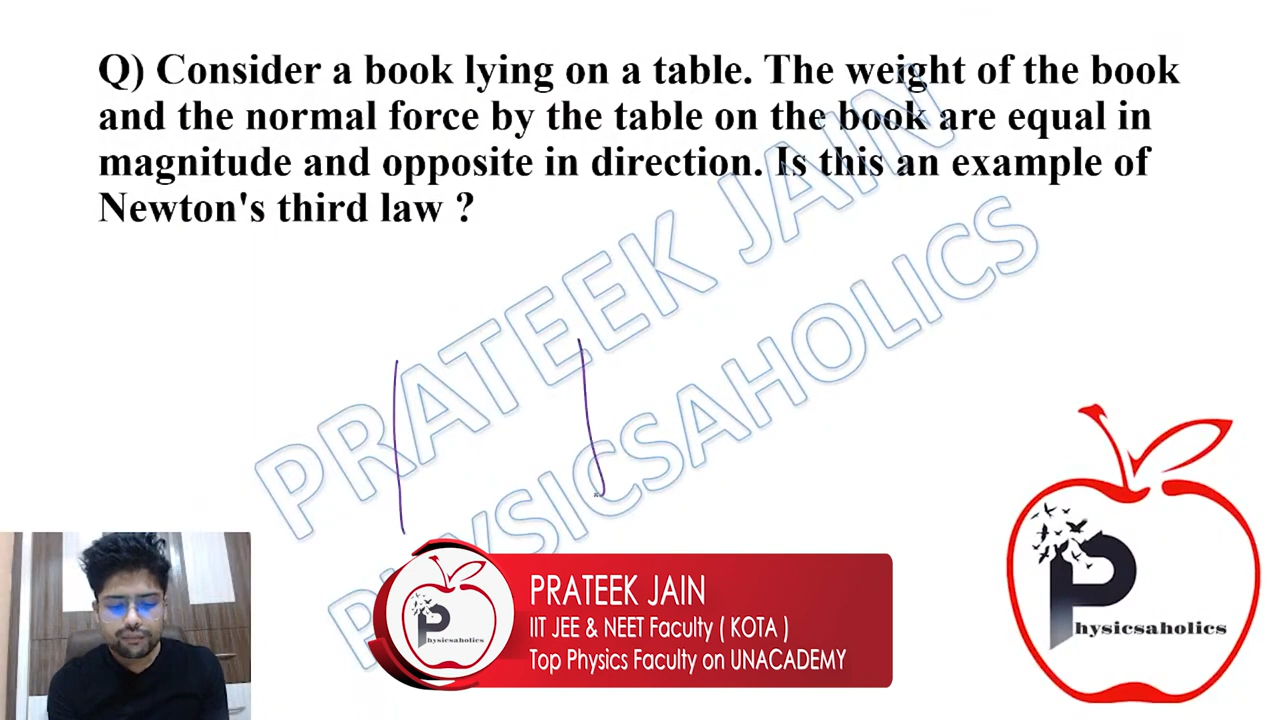 Q) Consider a book lying on a table. The weight of the book
and the normal force by the table on the book are equal in
magnitude and opposite in direction. Is this an example of
Newton's third law ?
PRATEEK JAIN
PHYSICSAHOLICS
Physicsaholics
PRATEEK JAIN
IIT JEE & NEET Faculty ( KOTA )
Top Physics Faculty on UNACADEMY
Physicsaholics